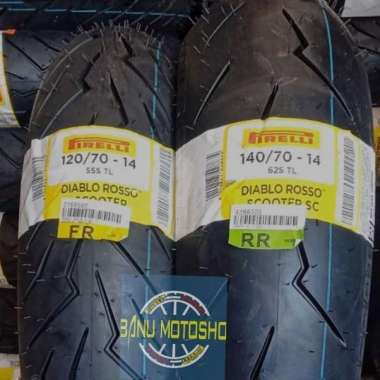 PIRELLI
120/70 - 14
55S TL
DIABLO ROSSO
SCOOTER
FR
PIRELLI
140/70 - 14
62S TL
DIABLO ROSSO
SCOOTER SC
RR
BANU MOTOSHO